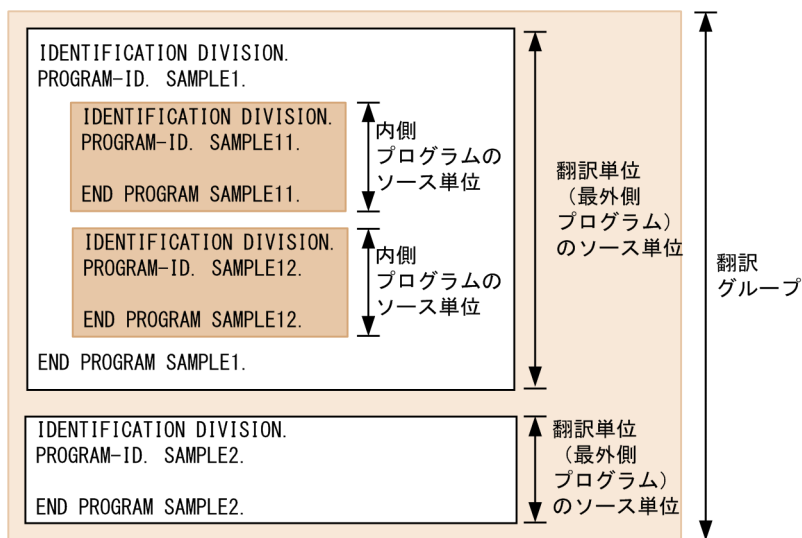 IDENTIFICATION DIVISION.
PROGRAM-ID. SAMPLE1.
IDENTIFICATION DIVISION.
PROGRAM-ID. SAMPLE11.
END PROGRAM SAMPLE11.
内側
プログラムの
ソース単位
IDENTIFICATION DIVISION.
PROGRAM-ID. SAMPLE12.
END PROGRAM SAMPLE12.
内側
プログラムの
ソース単位
END PROGRAM SAMPLE1.
翻訳単位
（最外側
プログラム）
のソース単位
IDENTIFICATION DIVISION.
PROGRAM-ID. SAMPLE2.
END PROGRAM SAMPLE2.
翻訳単位
（最外側
プログラム）
のソース単位
翻訳
グループ